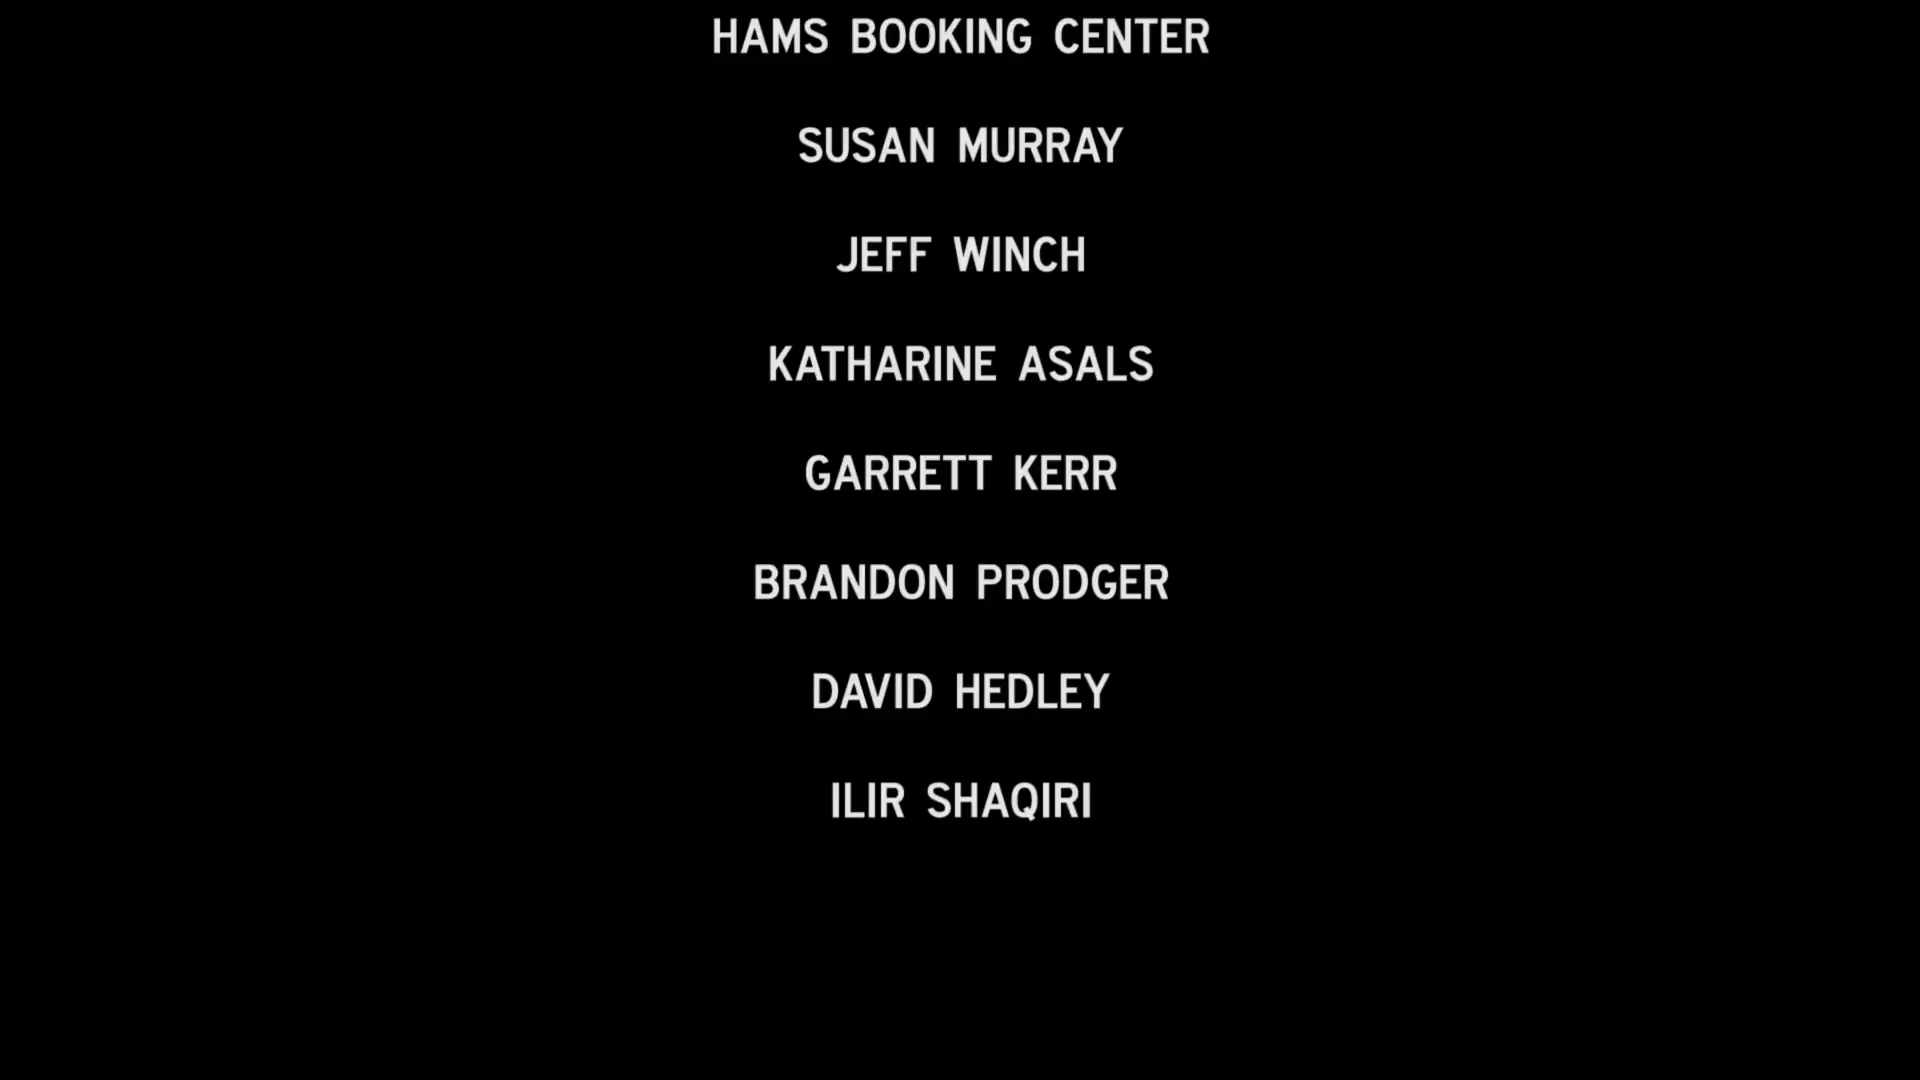 HAMS BOOKING CENTER
SUSAN MURRAY
JEFF WINCH
KATHARINE ASALS
GARRETT KERR
BRANDON PRODGER
DAVID HEDLEY
ILIR SHAQIRI